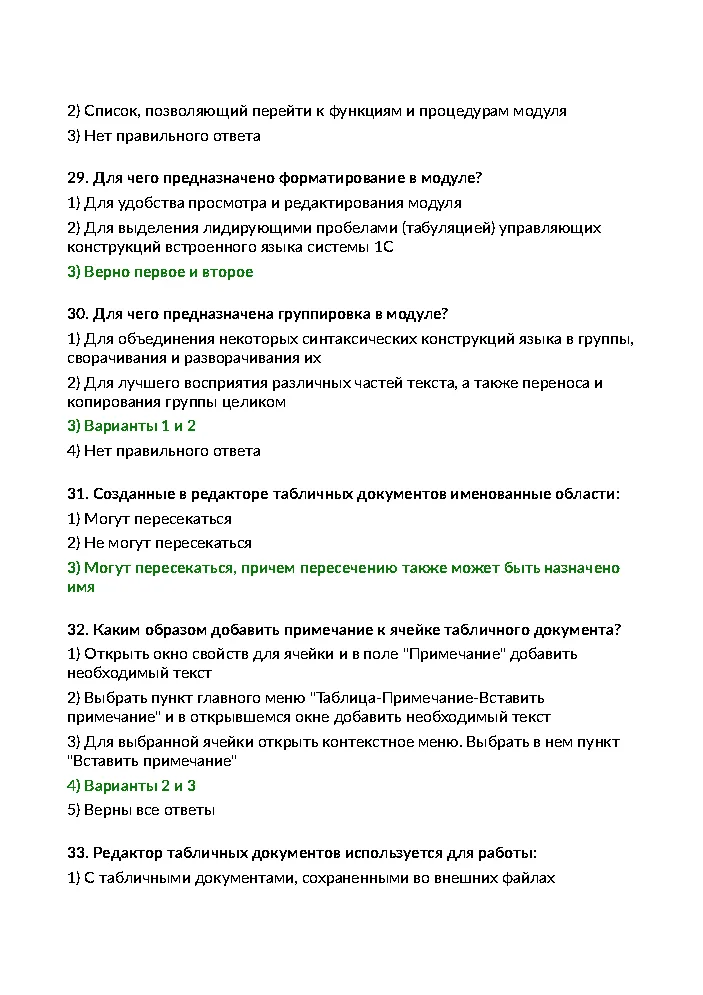 2) Список, позволяющий перейти к функциям и процедурам модуля
3) Нет правильного ответа
29. Для чего предназначено форматирование в модуле?
1) Для удобства просмотра и редактирования модуля
2) Для выделения лидирующими пробелами (табуляцией) управляющих
конструкций встроенного языка системы 1С
3) Верно первое и второе
30. Для чего предназначена группировка в модуле?
1) Для объединения некоторых синтаксических конструкций языка в группы,
сворачивания и разворачивания их
2) Для лучшего восприятия различных частей текста, а также переноса и
копирования группы целиком
3) Варианты 1 и 2
4) Нет правильного ответа
31. Созданные в редакторе табличных документов именованные области:
1) Могут пересекаться
2) Не могут пересекаться
3) Могут пересекаться, причем пересечению также может быть назначено
имя
32. Каким образом добавить примечание к ячейке табличного документа?
1) Открыть окно свойств для ячейки и в поле "Примечание" добавить
необходимый текст
2) Выбрать пункт главного меню "Таблица-Примечание-Вставить
примечание" и в открывшемся окне добавить необходимый текст
3) Для выбранной ячейки открыть контекстное меню. Выбрать в нем пункт
"Вставить примечание"
4) Варианты 2 и 3
5) Верны все ответы
33. Редактор табличных документов используется для работы:
1) С табличными документами, сохраненными во внешних файлах